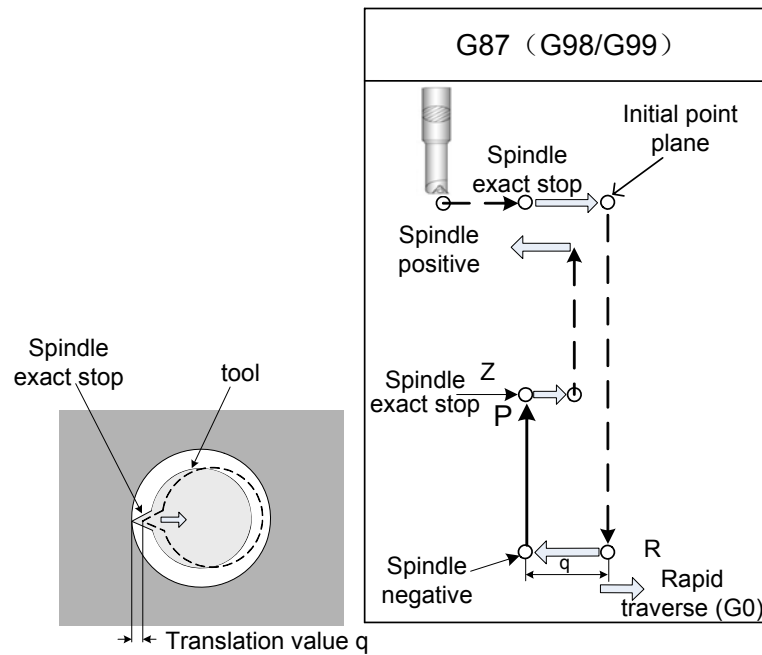 G87（G98/G99）
Initial point
plane
Spindle
exact stop
Spindle
positive
Spindle
exact stop
Z
P
Spindle
negative
q
R
Rapid
traverse (G0)
Spindle
exact stop
tool
Translation value q